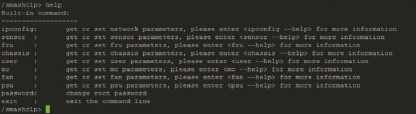 /smashclp> help
Built-in command:
--------------------
ipconfig: get or set network parameters, please enter <ipconfig --help> for more information
sensor : get or set sensor parameters, please enter <sensor --help> for more information
fru : get or set fru parameters, please enter <fru --help> for more information
chassis : get or set chassis parameters, please enter <chassis --help> for more information
user : get or set user parameters, please enter <user --help> for more information
mc : get or set mc parameters, please enter <mc --help> for more information
fan : get or set fan parameters, please enter <fan --help> for more information
psu : get or set psu parameters, please enter <psu --help> for more information
password: change root password
exit : exit the command line
/smashclp>